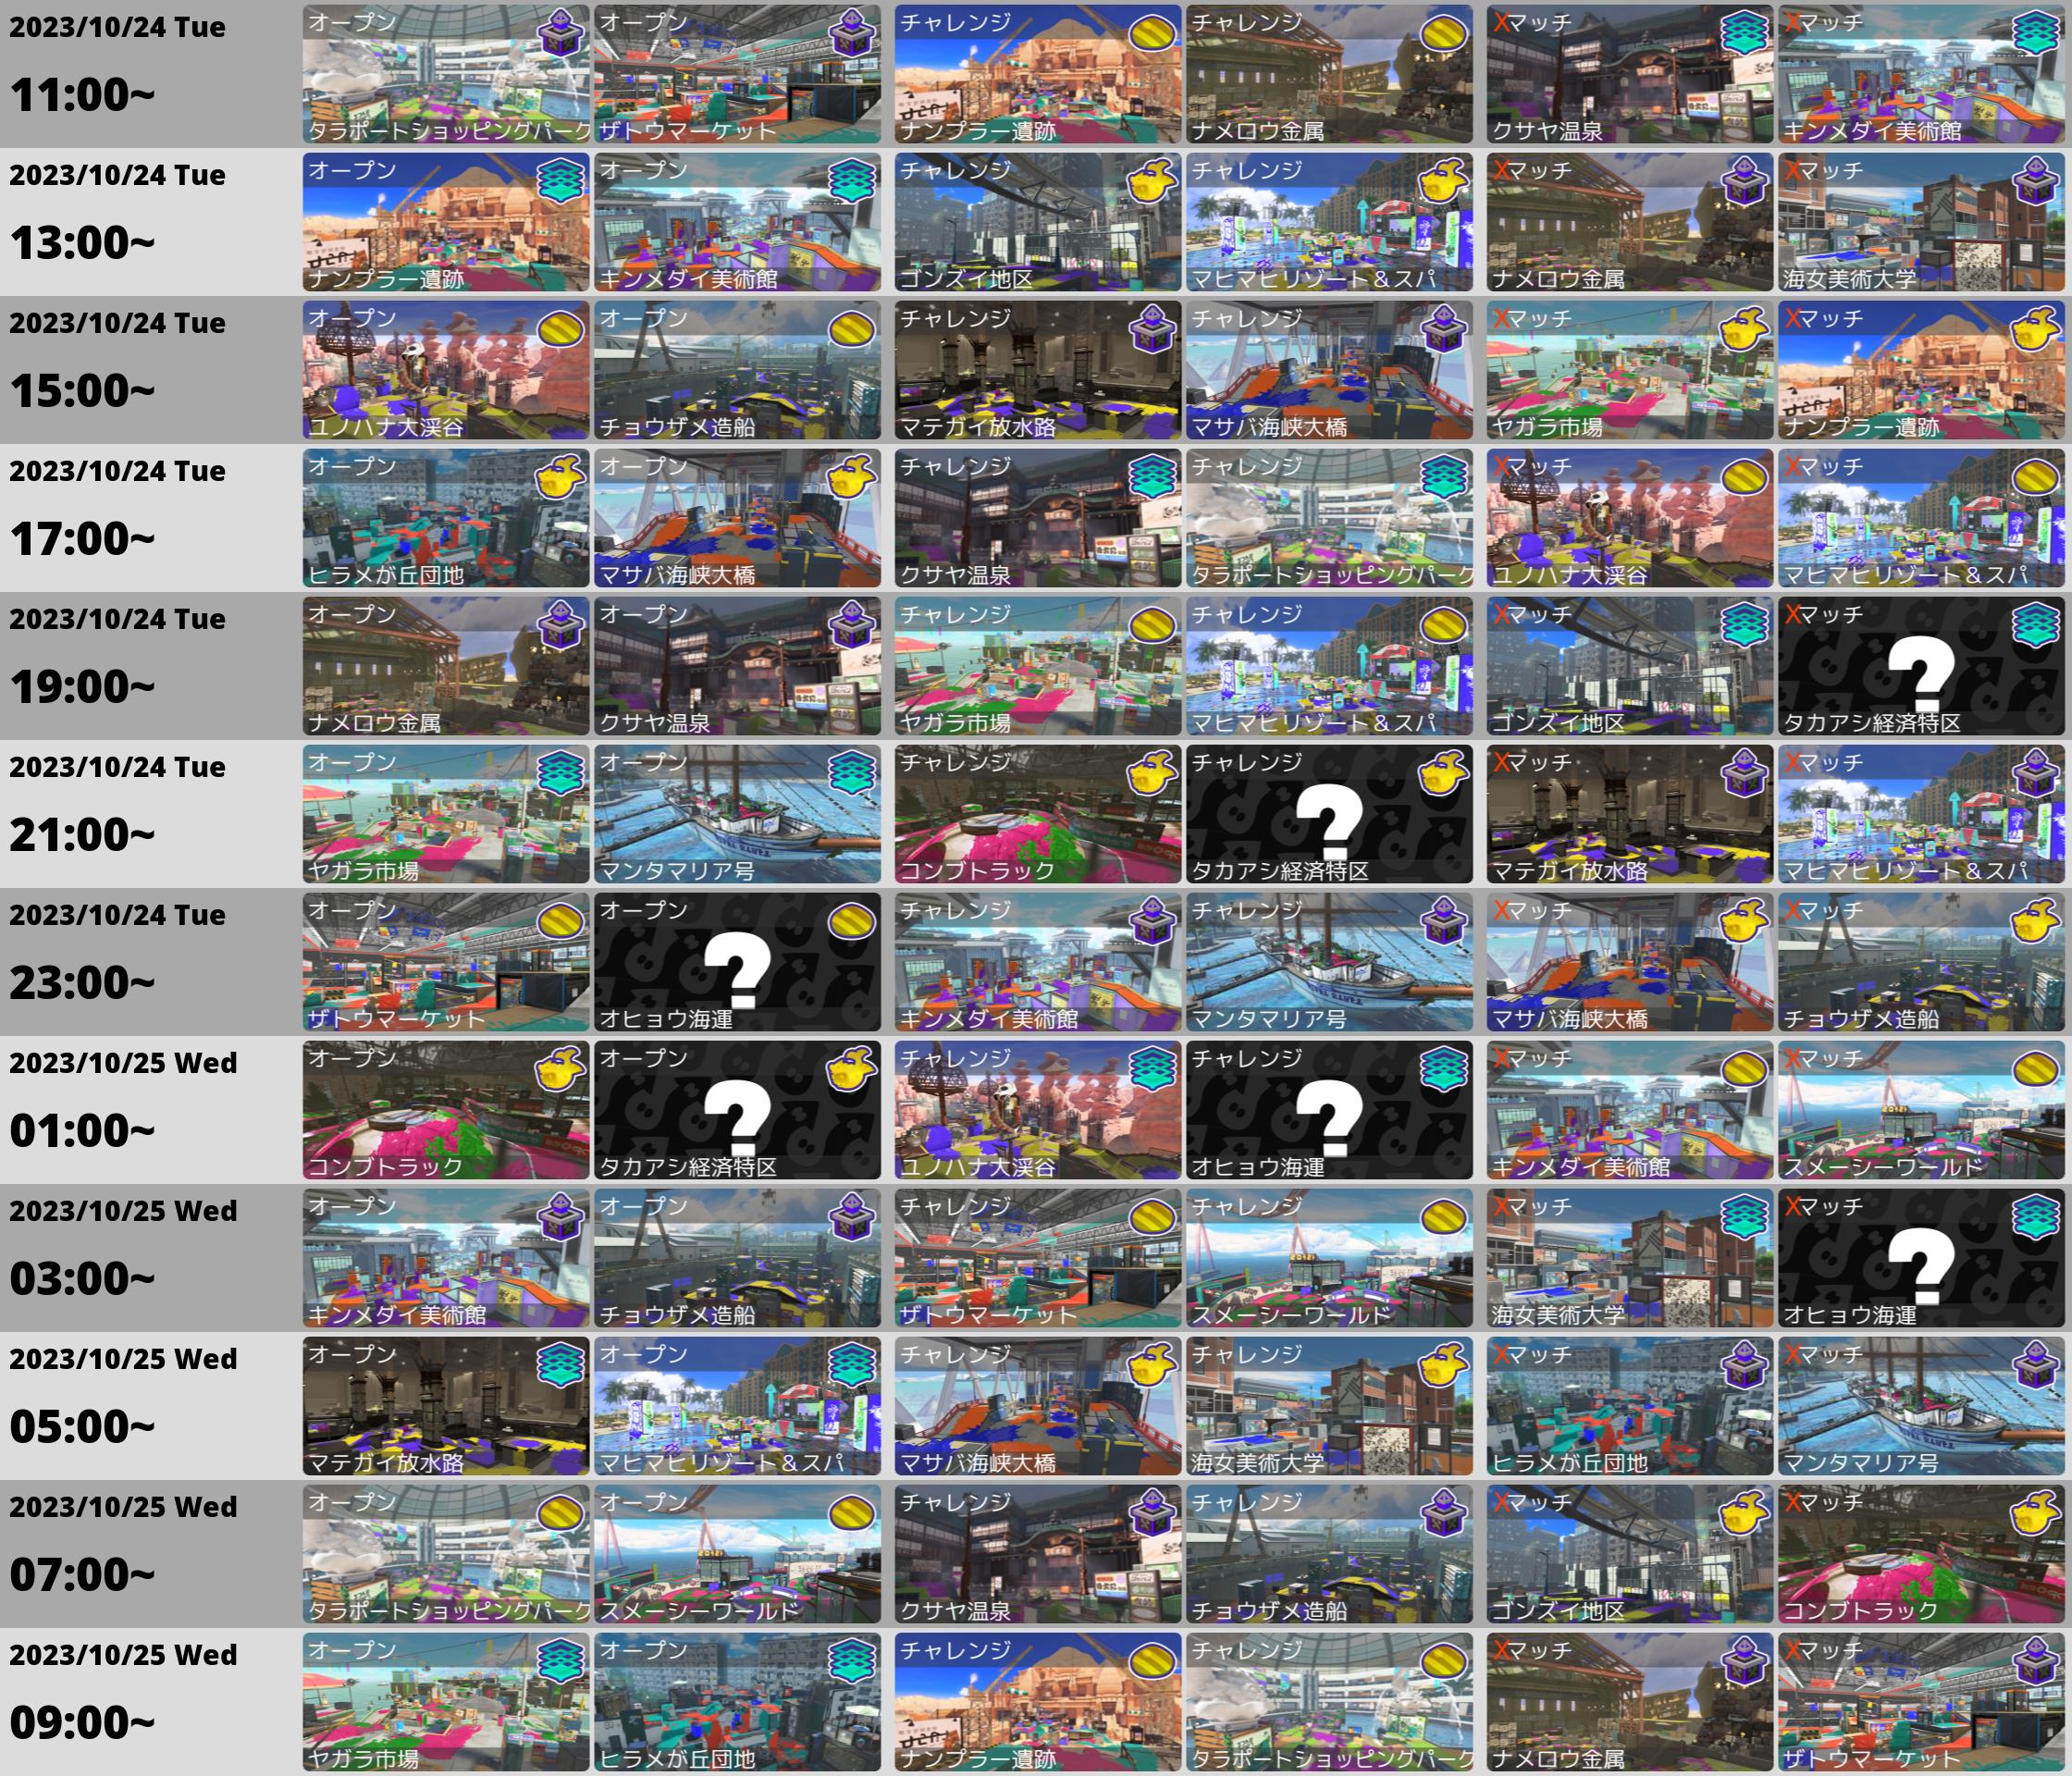 2023/10/24 Tue
11:00~
オープン
タラポートショッピングパーク
オープン
ザトウマーケット
チャレンジ
ナンプラー遺跡
チャレンジ
ナメロウ金属
Xマッチ
クサヤ温泉
Xマッチ
キンメダイ美術館
2023/10/24 Tue
13:00~
オープン
ナンプラー遺跡
オープン
キンメダイ美術館
チャレンジ
ゴンズイ地区
チャレンジ
マヒマヒリゾート＆スパ
Xマッチ
ナメロウ金属
Xマッチ
海女美術大学
2023/10/24 Tue
15:00~
オープン
ユノハナ大渓谷
オープン
チョウザメ造船
チャレンジ
マテガイ放水路
チャレンジ
マサバ海峡大橋
Xマッチ
ヤガラ市場
Xマッチ
ナンプラー遺跡
2023/10/24 Tue
17:00~
オープン
ヒラメが丘団地
オープン
マサバ海峡大橋
チャレンジ
クサヤ温泉
チャレンジ
タラポートショッピングパーク
Xマッチ
ユノハナ大渓谷
Xマッチ
マヒマヒリゾート＆スパ
2023/10/24 Tue
19:00~
オープン
ナメロウ金属
オープン
クサヤ温泉
チャレンジ
ヤガラ市場
チャレンジ
マヒマヒリゾート＆スパ
Xマッチ
ゴンズイ地区
Xマッチ
?
タカアシ経済特区
2023/10/24 Tue
21:00~
オープン
ヤガラ市場
オープン
マンタマリア号
チャレンジ
コンブトラック
チャレンジ
?
タカアシ経済特区
Xマッチ
マテガイ放水路
Xマッチ
マヒマヒリゾート＆スパ
2023/10/24 Tue
23:00~
オープン
ザトウマーケット
オープン
?
オヒョウ海運
チャレンジ
キンメダイ美術館
チャレンジ
マンタマリア号
Xマッチ
マサバ海峡大橋
Xマッチ
チョウザメ造船
2023/10/25 Wed
01:00~
オープン
コンブトラック
オープン
?
タカアシ経済特区
チャレンジ
ユノハナ大渓谷
チャレンジ
?
オヒョウ海運
Xマッチ
キンメダイ美術館
Xマッチ
スメーシーワールド
2023/10/25 Wed
03:00~
オープン
キンメダイ美術館
オープン
チョウザメ造船
チャレンジ
ザトウマーケット
チャレンジ
スメーシーワールド
Xマッチ
海女美術大学
Xマッチ
?
オヒョウ海運
2023/10/25 Wed
05:00~
オープン
マテガイ放水路
オープン
マヒマヒリゾート＆スパ
チャレンジ
マサバ海峡大橋
チャレンジ
海女美術大学
Xマッチ
ヒラメが丘団地
Xマッチ
マンタマリア号
2023/10/25 Wed
07:00~
オープン
タラポートショッピングパーク
オープン
スメーシーワールド
チャレンジ
クサヤ温泉
チャレンジ
チョウザメ造船
Xマッチ
ゴンズイ地区
Xマッチ
コンブトラック
2023/10/25 Wed
09:00~
オープン
ヤガラ市場
オープン
ヒラメが丘団地
チャレンジ
ナンプラー遺跡
チャレンジ
タラポートショッピングパーク
Xマッチ
ナメロウ金属
Xマッチ
ザトウマーケット